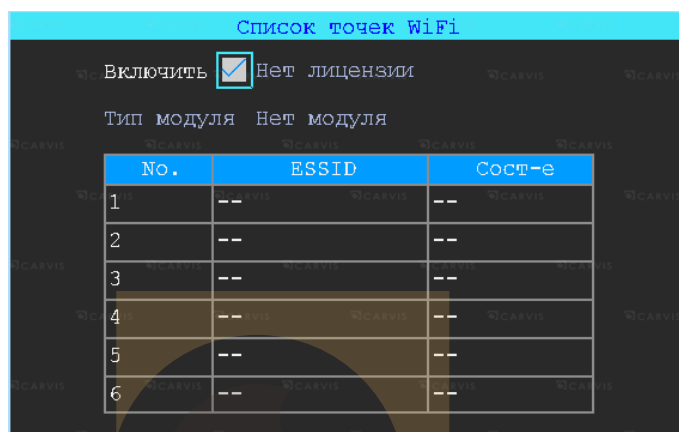 Список точек WiFi
Включить Нет лицензии
Тип модуля Нет модуля
No. ESSID Сост-е
1 -- --
2 -- --
3 -- --
4 -- --
5 -- --
6 -- --
CARVIS